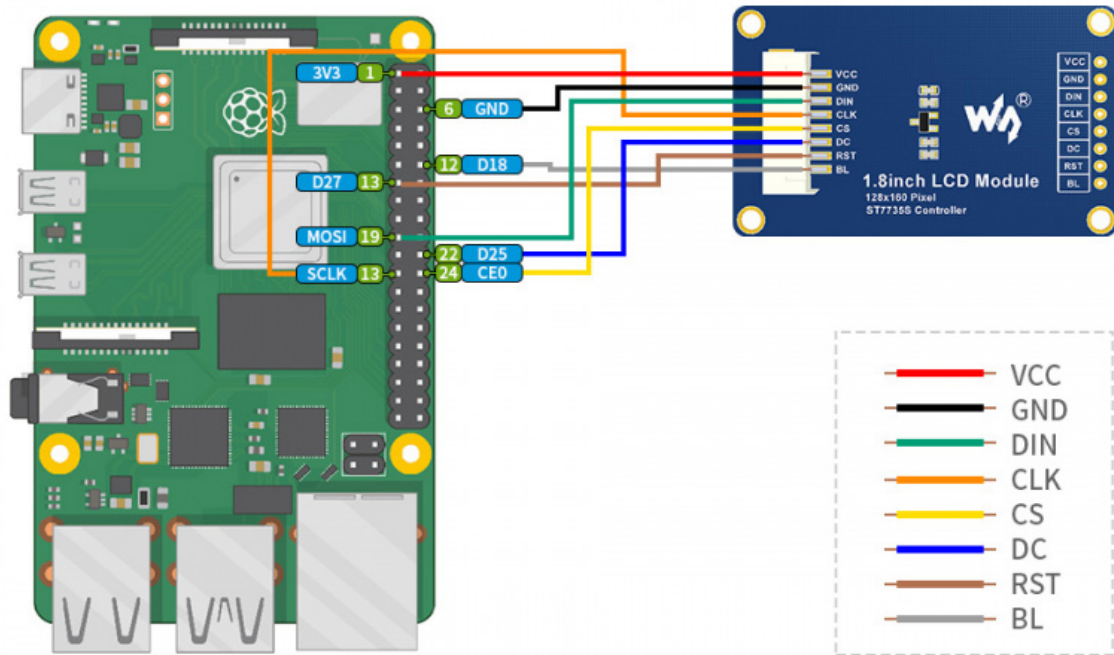 3V3 1
6 GND
12 D18
D27 13
MOSI 19
22 D25
SCLK 13
24 CE0
VCC
GND
DIN
CLK
CS
DC
RST
BL
®
1.8inch LCD Module
128x160 Pixel
ST7735S Controller
VCC
GND
DIN
CLK
CS
DC
RST
BL
VCC
GND
DIN
CLK
CS
DC
RST
BL